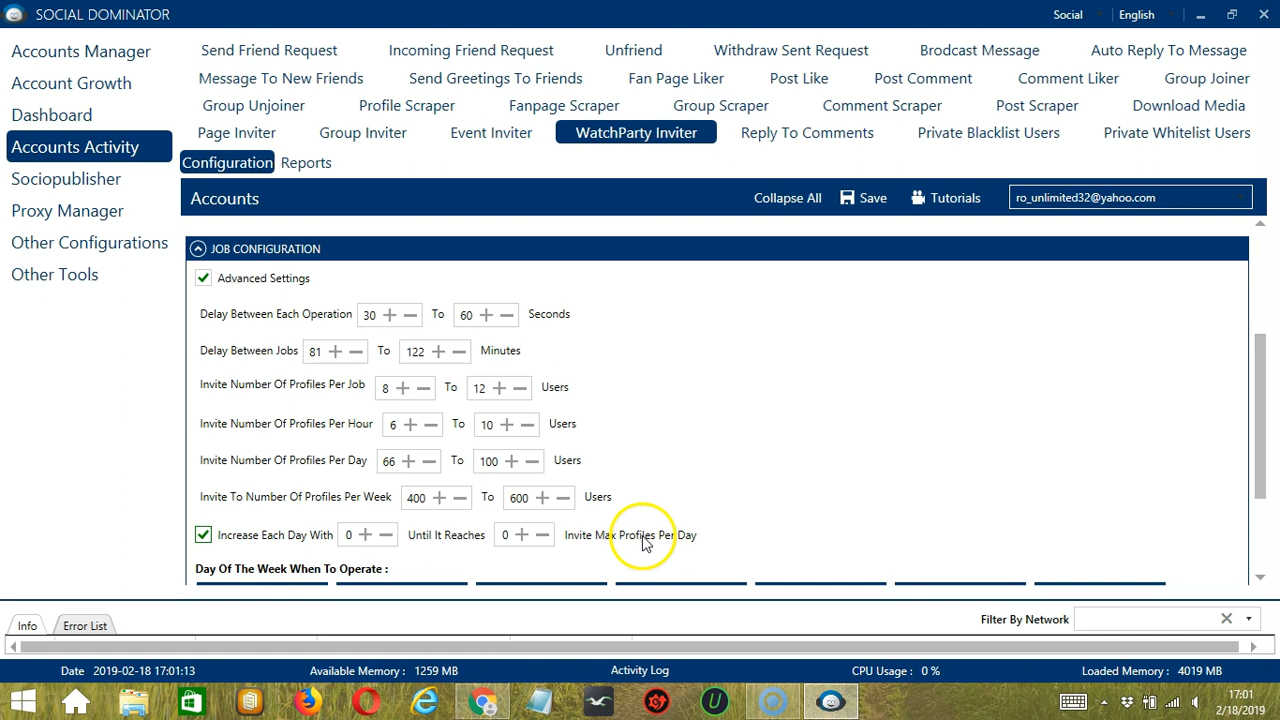 SOCIAL DOMINATOR Social English
Accounts Manager
Account Growth
Dashboard
Accounts Activity
Sociopublisher
Proxy Manager
Other Configurations
Other Tools
Send Friend Request Incoming Friend Request Unfriend Withdraw Sent Request Brodcast Message Auto Reply To Message
Message To New Friends Send Greetings To Friends Fan Page Liker Post Like Post Comment Comment Liker Group Joiner
Group Unjoiner Profile Scraper Fanpage Scraper Group Scraper Comment Scraper Post Scraper Download Media
Page Inviter Group Inviter Event Inviter WatchParty Inviter Reply To Comments Private Blacklist Users Private Whitelist Users
Configuration Reports
Accounts Collapse All Save Tutorials ro_unlimited32@yahoo.com
JOB CONFIGURATION
Advanced Settings
Delay Between Each Operation 30 + − To 60 + − Seconds
Delay Between Jobs 81 + − To 122 + − Minutes
Invite Number Of Profiles Per Job 8 + − To 12 + − Users
Invite Number Of Profiles Per Hour 6 + − To 10 + − Users
Invite Number Of Profiles Per Day 66 + − To 100 + − Users
Invite To Number Of Profiles Per Week 400 + − To 600 + − Users
Increase Each Day With 0 + − Until It Reaches 0 + − Invite Max Profiles Per Day
Day Of The Week When To Operate :
Info Error List Filter By Network
Date 2019-02-18 17:01:13 Available Memory : 1259 MB Activity Log CPU Usage : 0 % Loaded Memory : 4019 MB
17:01
2/18/2019